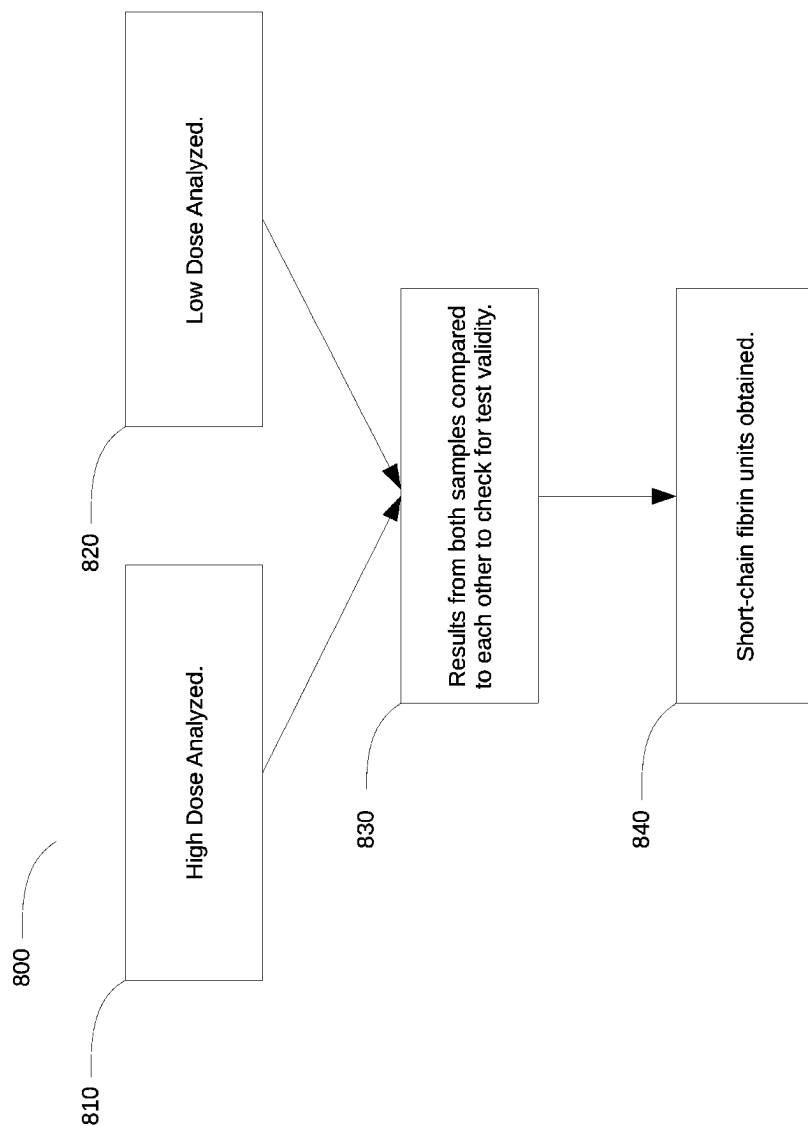 800
810
High Dose Analyzed.
820
Low Dose Analyzed.
830
Results from both samples compared
to each other to check for test validity.
840
Short-chain fibrin units obtained.